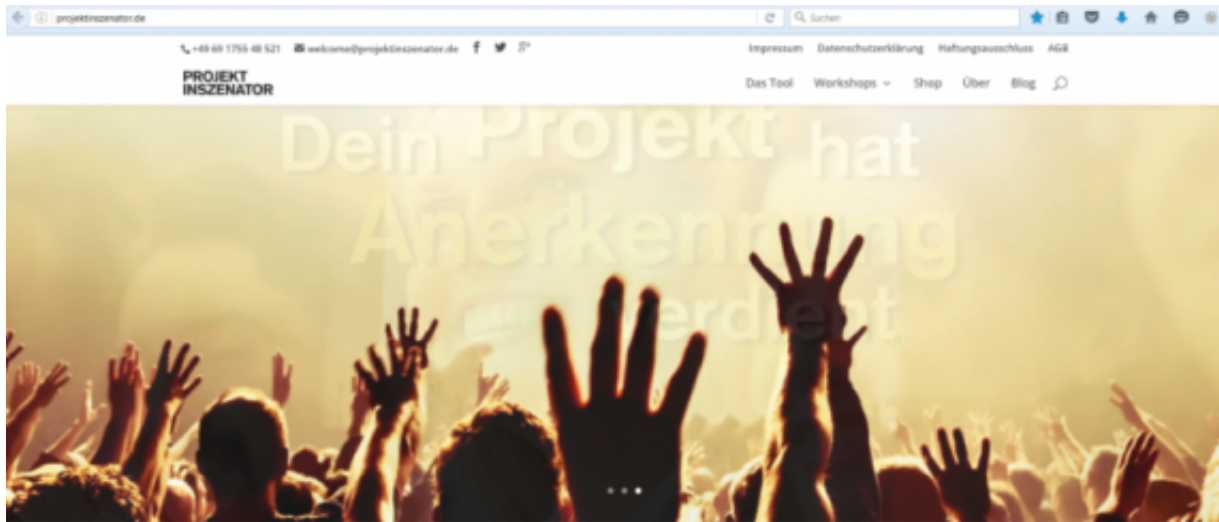 projektinszenator.de
Suchen
+49 69 1755 48 521 welcome@projektinszenator.de
Impressum Datenschutzerklärung Haftungsausschluss AGB
PROJEKT
INSZENATOR
Das Tool Workshops Shop Über Blog
Dein Projekt hat
Anerkennung
verdient